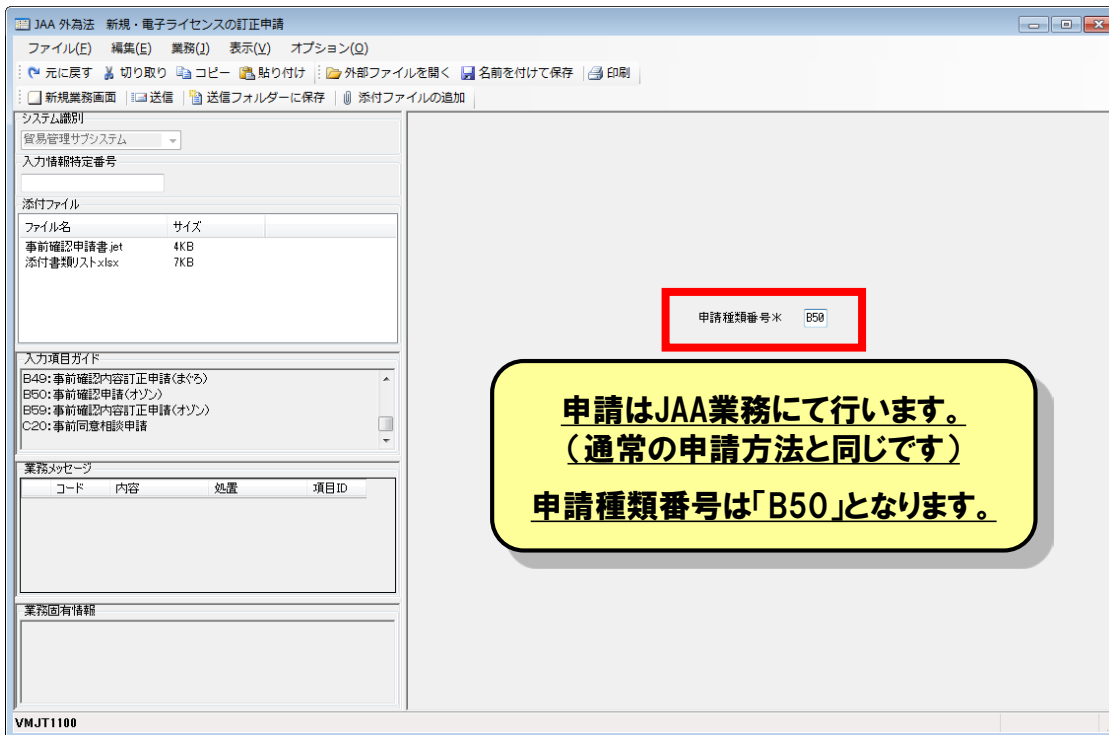 JAA 外為法　新規・電子ライセンスの訂正申請
ファイル(F)　編集(E)　業務(J)　表示(V)　オプション(O)
元に戻す　切り取り　コピー　貼り付け　外部ファイルを開く　名前を付けて保存　印刷
新規業務画面　送信　送信フォルダーに保存　添付ファイルの追加
システム識別
貿易管理サブシステム
入力情報特定番号
添付ファイル
ファイル名　サイズ
事前確認申請書.jet　4KB
添付書類リスト.xlsx　7KB
申請種類番号＊　B50
入力項目ガイド
B49:事前確認内容訂正申請(まぐろ)
B50:事前確認申請(オゾン)
B59:事前確認内容訂正申請(オゾン)
C20:事前同意相談申請
申請はJAA業務にて行います。
（通常の申請方法と同じです）
申請種類番号は「B50」となります。
業務メッセージ
コード　内容　処置　項目ID
業務固有情報
VMJT1100